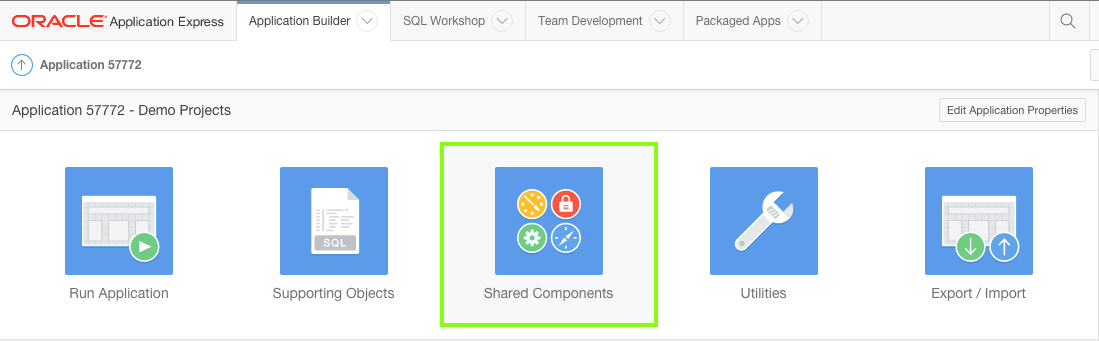 ORACLE Application Express Application Builder SQL Workshop Team Development Packaged Apps
Application 57772
Application 57772 - Demo Projects Edit Application Properties
SQL
Run Application Supporting Objects Shared Components Utilities Export / Import